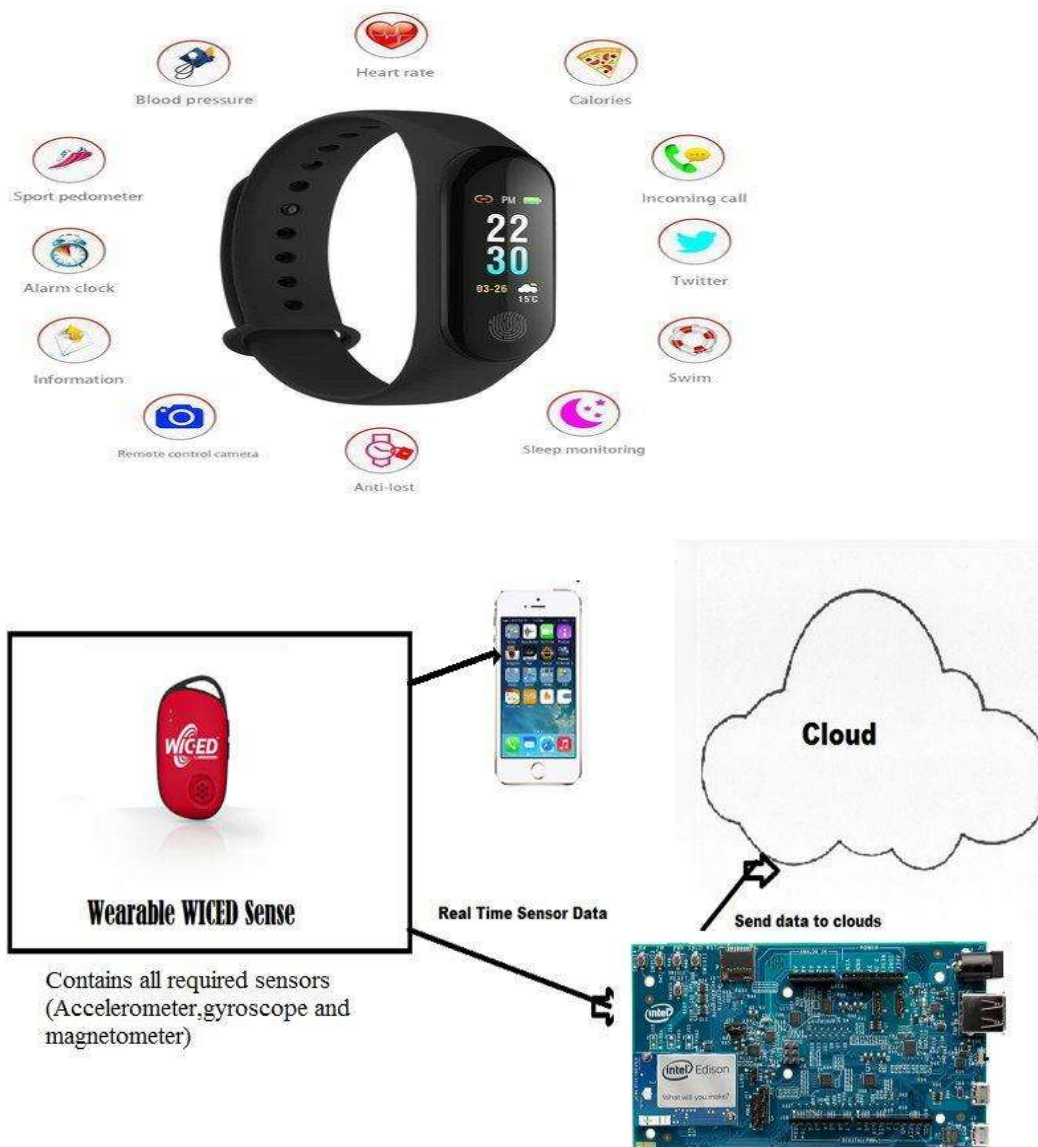 Heart rate
Blood pressure
Calories
Sport pedometer
Incoming call
Alarm clock
Twitter
Information
Swim
Remote control camera
Sleep monitoring
Anti-lost
PM
22
30
03-26
15°C
WICED
Cloud
Wearable WICED Sense
Real Time Sensor Data
Send data to clouds
Contains all required sensors
(Accelerometer,gyroscope and
magnetometer)
intel
intel Edison
What will you make?